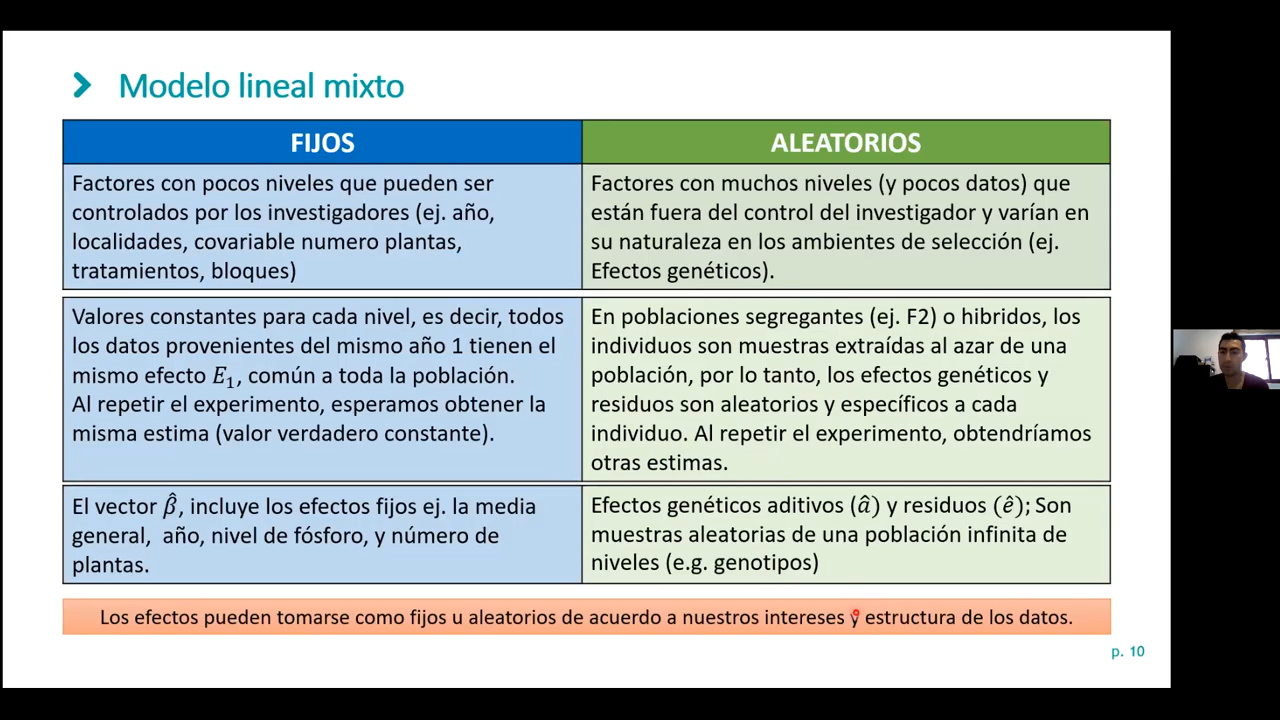 Modelo lineal mixto
FIJOS
ALEATORIOS
Factores con pocos niveles que pueden ser
controlados por los investigadores (ej. año,
localidades, covariable numero plantas,
tratamientos, bloques)
Factores con muchos niveles (y pocos datos) que
están fuera del control del investigador y varían en
su naturaleza en los ambientes de selección (ej.
Efectos genéticos).
Valores constantes para cada nivel, es decir, todos
los datos provenientes del mismo año 1 tienen el
mismo efecto E₁, común a toda la población.
Al repetir el experimento, esperamos obtener la
misma estima (valor verdadero constante).
En poblaciones segregantes (ej. F2) o hibridos, los
individuos son muestras extraídas al azar de una
población, por lo tanto, los efectos genéticos y
residuos son aleatorios y específicos a cada
individuo. Al repetir el experimento, obtendríamos
otras estimas.
El vector β̂, incluye los efectos fijos ej. la media
general, año, nivel de fósforo, y número de
plantas.
Efectos genéticos aditivos (â) y residuos (ê); Son
muestras aleatorias de una población infinita de
niveles (e.g. genotipos)
Los efectos pueden tomarse como fijos u aleatorios de acuerdo a nuestros intereses y estructura de los datos.
p. 10